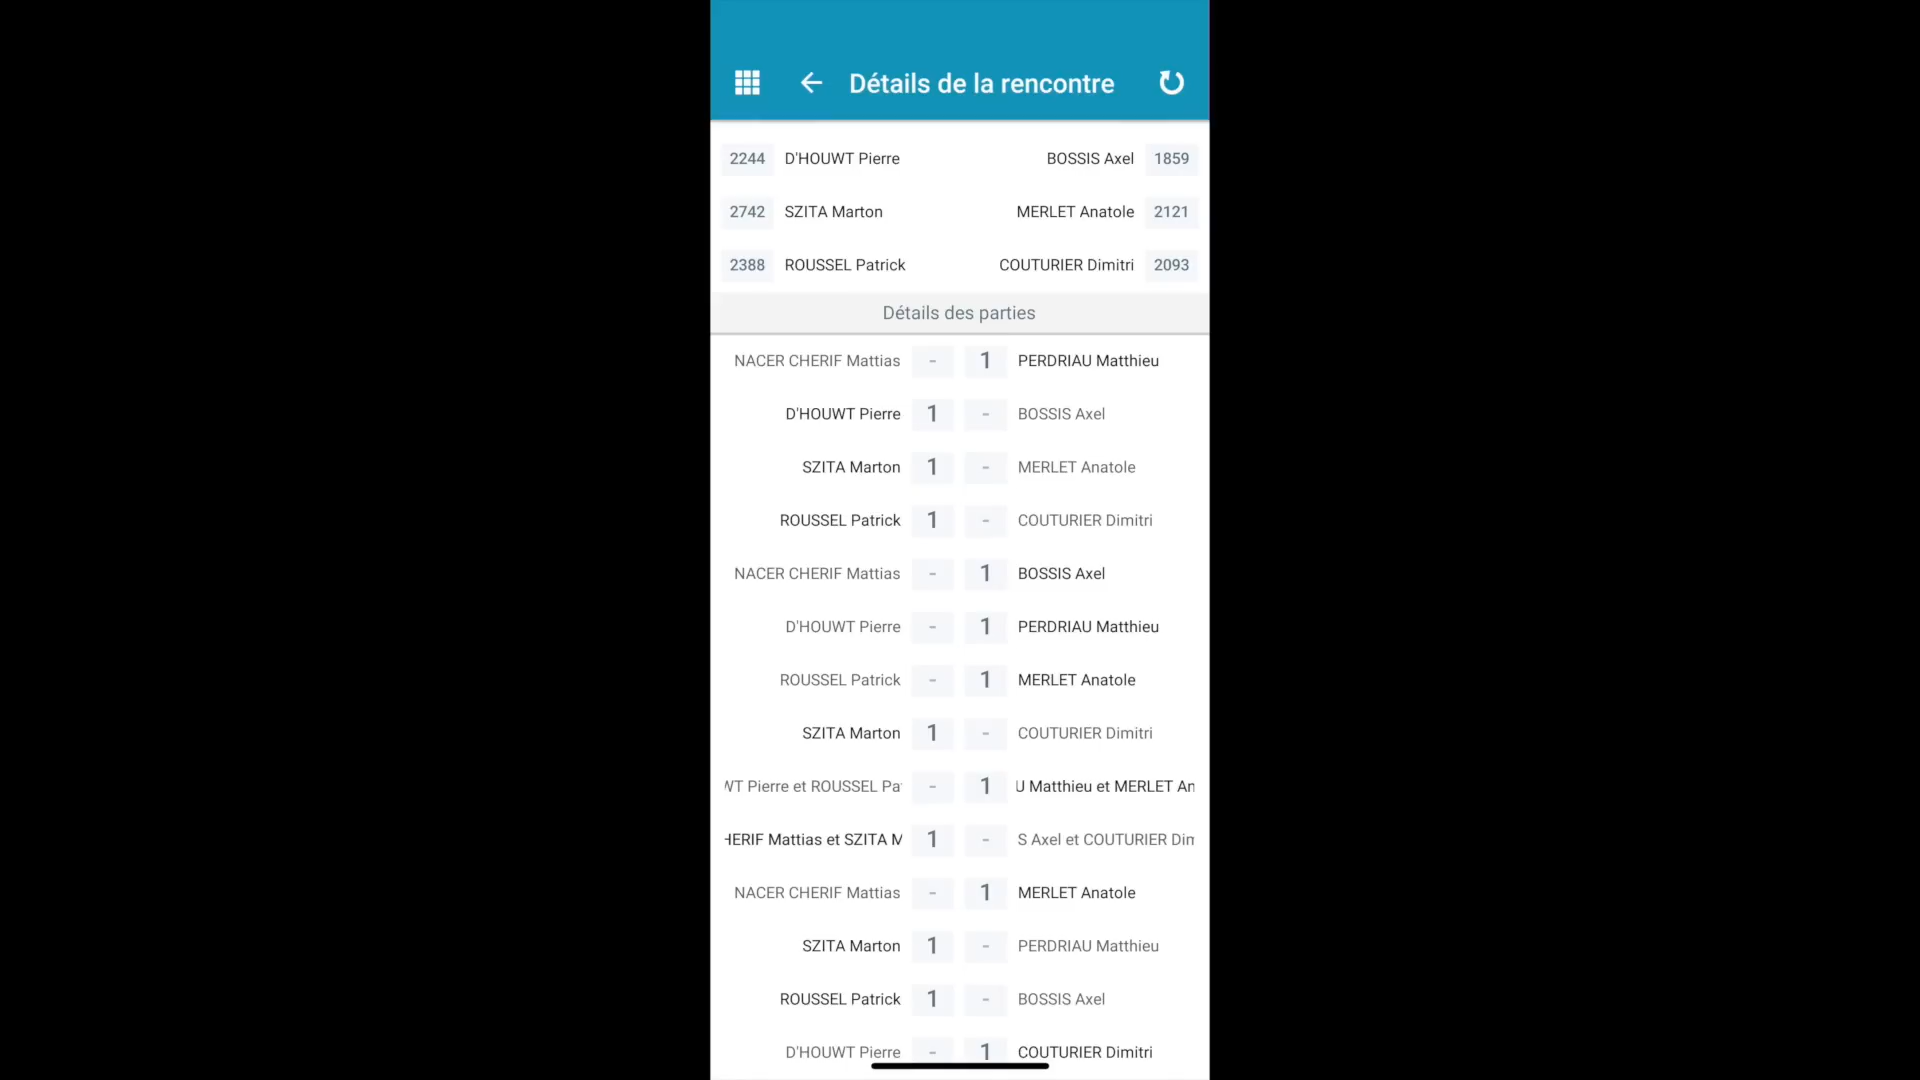 Détails de la rencontre
2244 D'HOUWT Pierre BOSSIS Axel 1859
2742 SZITA Marton MERLET Anatole 2121
2388 ROUSSEL Patrick COUTURIER Dimitri 2093
Détails des parties
NACER CHERIF Mattias - 1 PERDRIAU Matthieu
D'HOUWT Pierre 1 - BOSSIS Axel
SZITA Marton 1 - MERLET Anatole
ROUSSEL Patrick 1 - COUTURIER Dimitri
NACER CHERIF Mattias - 1 BOSSIS Axel
D'HOUWT Pierre - 1 PERDRIAU Matthieu
ROUSSEL Patrick - 1 MERLET Anatole
SZITA Marton 1 - COUTURIER Dimitri
WT Pierre et ROUSSEL Pa - 1 U Matthieu et MERLET An
HERIF Mattias et SZITA M 1 - S Axel et COUTURIER Dim
NACER CHERIF Mattias - 1 MERLET Anatole
SZITA Marton 1 - PERDRIAU Matthieu
ROUSSEL Patrick 1 - BOSSIS Axel
D'HOUWT Pierre - 1 COUTURIER Dimitri